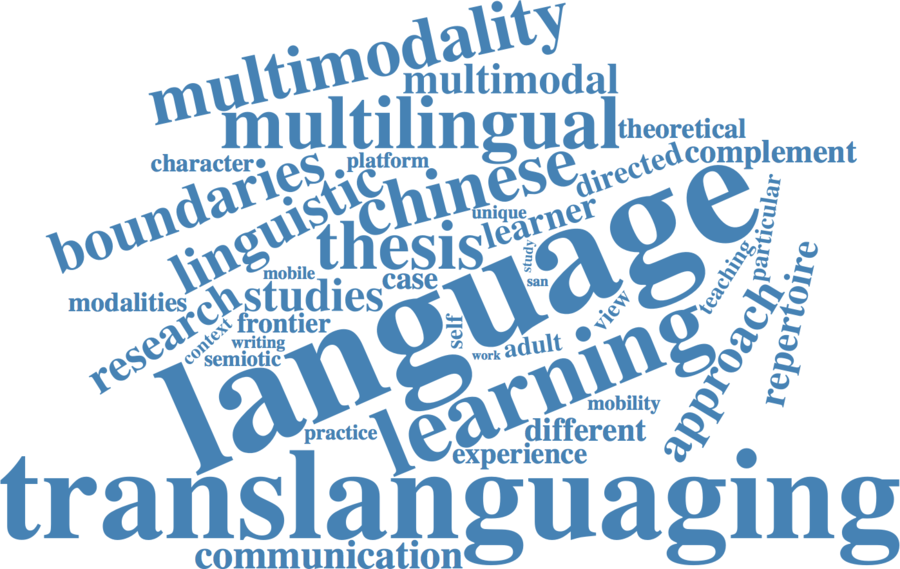 multimodality
multimodal
multilingual
theoretical
character
platform
complement
directed
boundaries
linguistic
chinese
unique
learner
particular
thesis
study
language
mobile
case
san
teaching
repertoire
modalities
studies
research
view
approach
context
frontier
self
writing
semiotic
work
adult
learning
mobility
practice
different
experience
translanguaging
communication